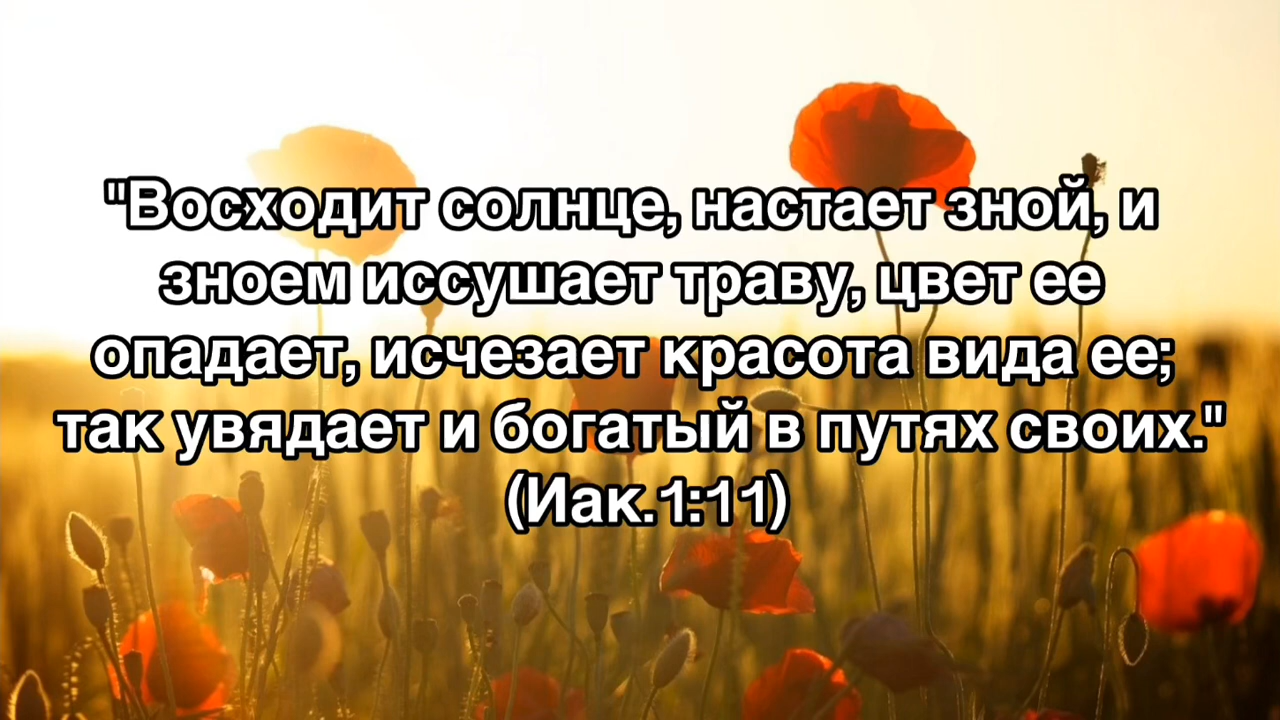 "Восходит солнце, настает зной, и
зноем иссушает траву, цвет ее
опадает, исчезает красота вида ее;
так увядает и богатый в путях своих."
(Иак.1:11)